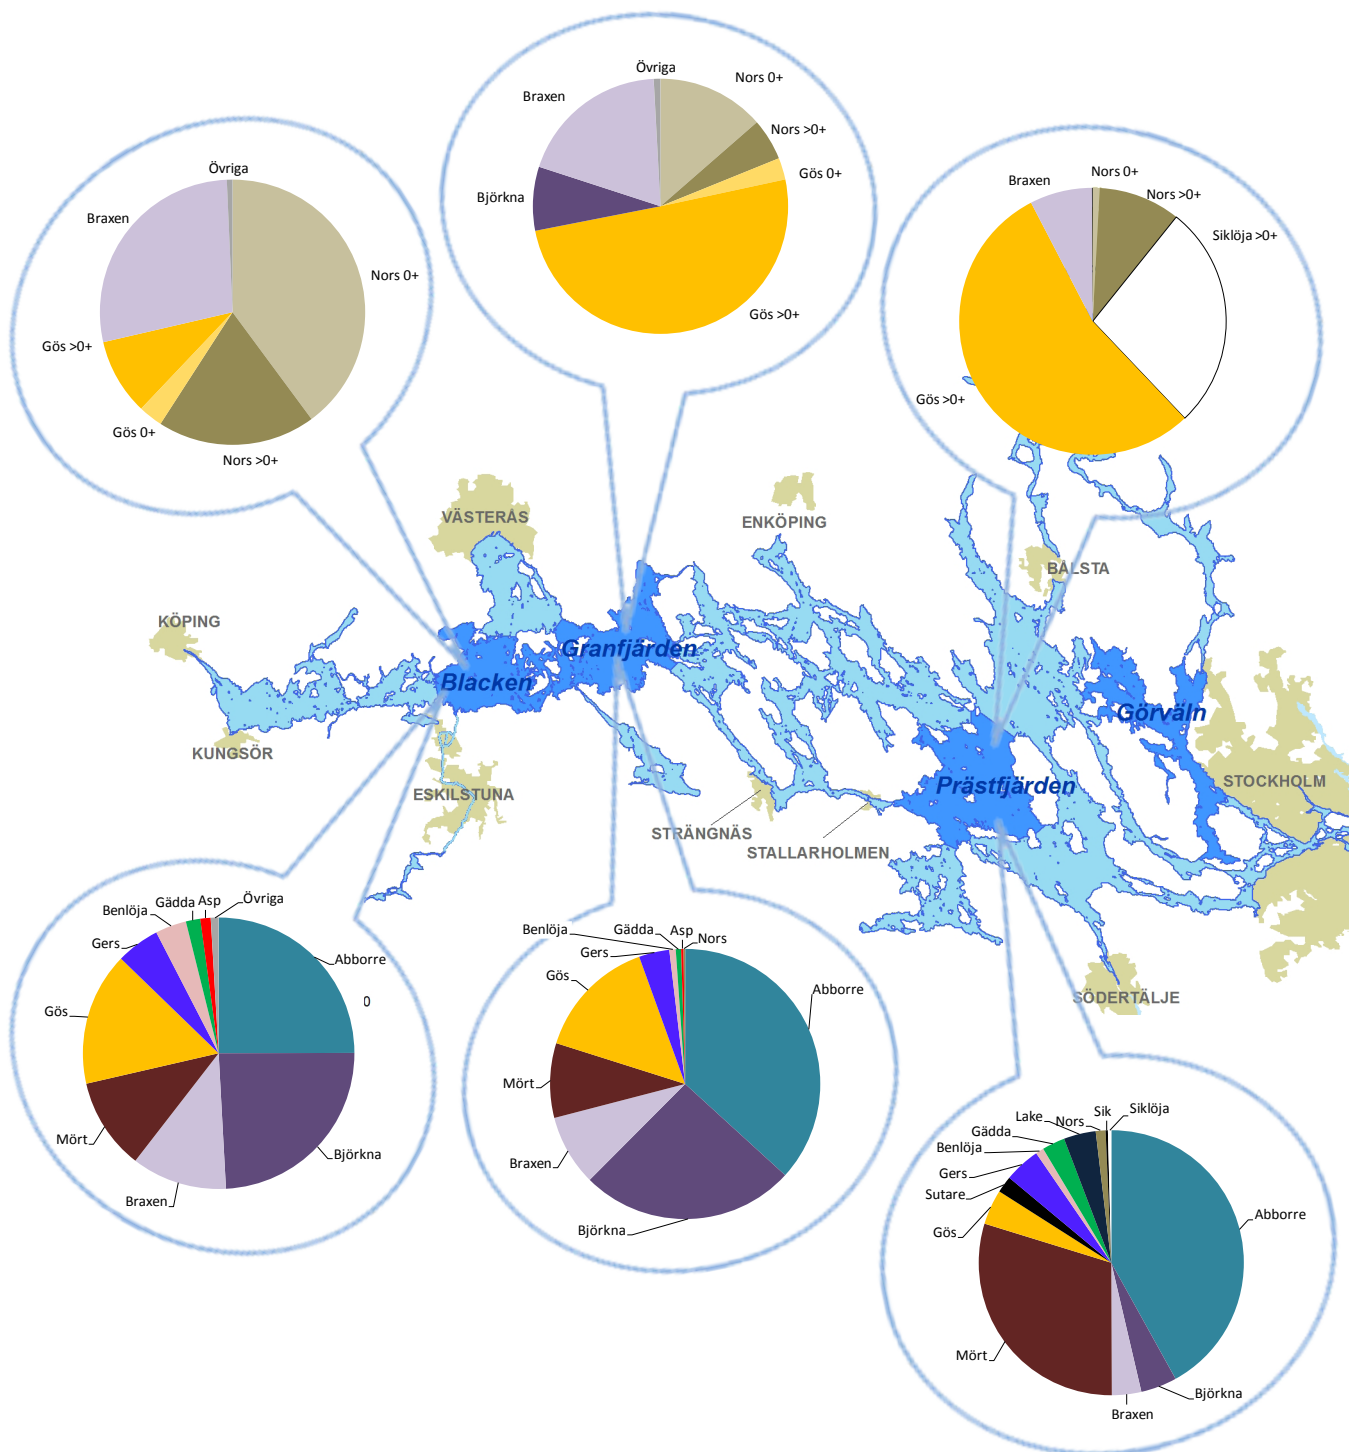 Övriga
Nors 0+
Braxen
Nors >0+
Gös 0+
Björkna
Gös >0+
Övriga
Braxen
Nors 0+
Gös >0+
Gös 0+
Nors >0+
Nors 0+
Braxen
Nors >0+
Siklöja >0+
Gös >0+
VÄSTERÅS
ENKÖPING
BÅLSTA
KÖPING
Granfjärden
Blacken
Görväln
KUNGSÖR
ESKILSTUNA
Prästfjärden
STOCKHOLM
STRÄNGNÄS
STALLARHOLMEN
SÖDERTÄLJE
Övriga
Asp
Gädda
Benlöja
Gers
Abborre
0
Gös
Mört
Björkna
Braxen
Nors
Asp
Gädda
Benlöja
Gers
Gös
Abborre
Mört
Braxen
Björkna
Siklöja
Sik
Nors
Lake
Gädda
Benlöja
Gers
Sutare
Gös
Abborre
Mört
Björkna
Braxen